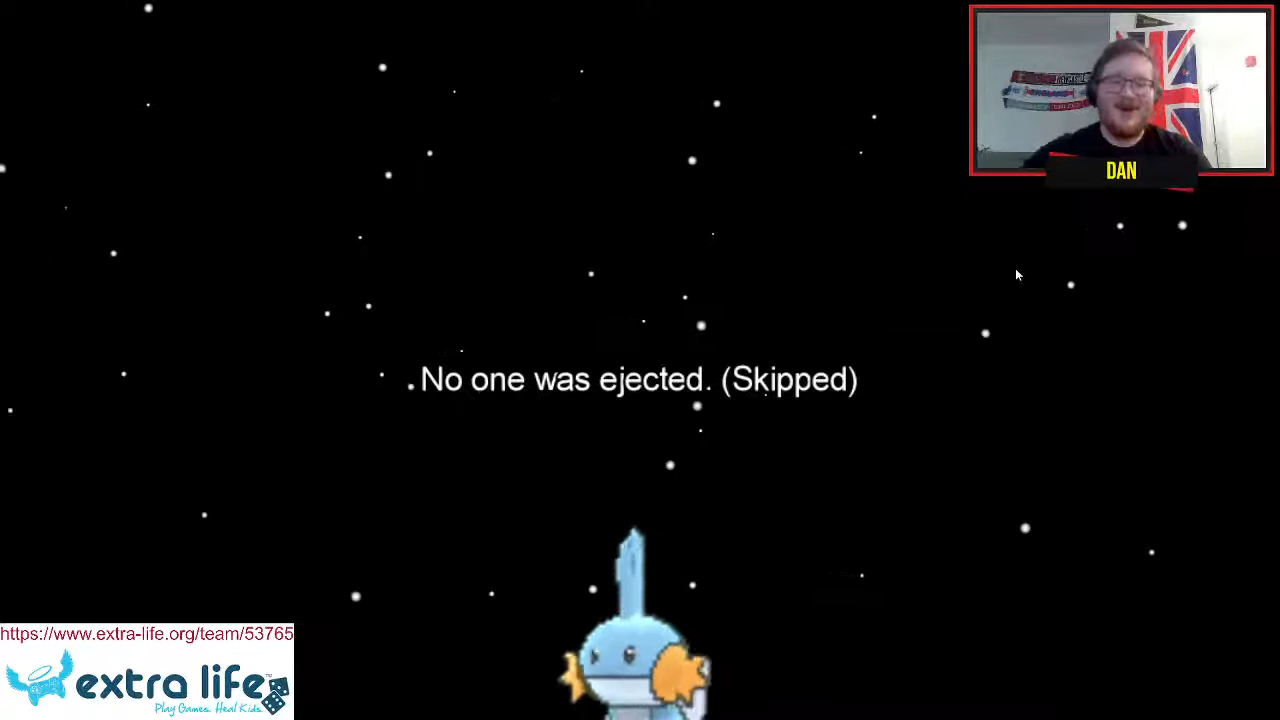 DAN
No one was ejected. (Skipped)
https://www.extra-life.org/team/53765
extra life
Play Games. Heal Kids.